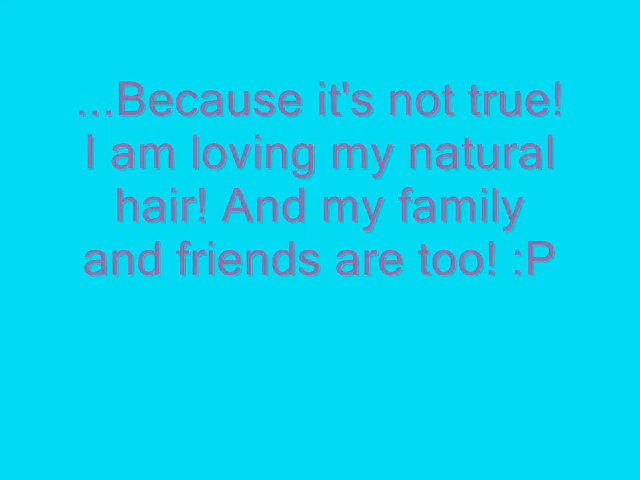 ...Because it's not true!
I am loving my natural
hair! And my family
and friends are too! :P